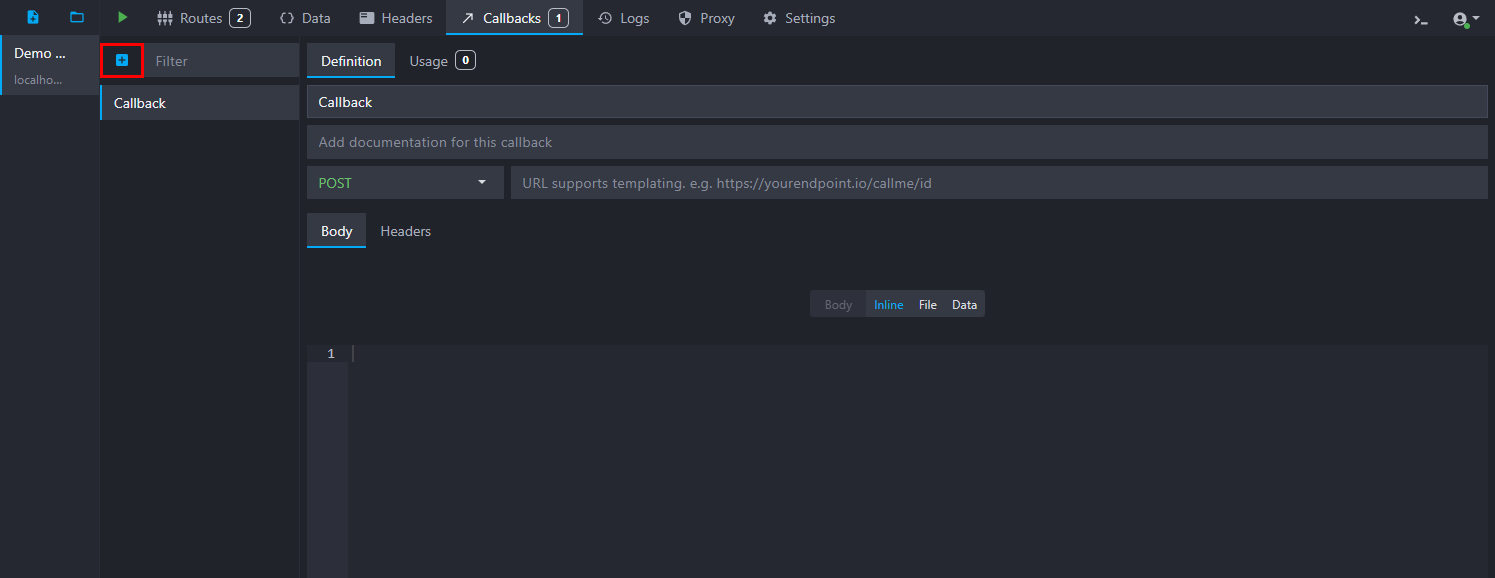 Routes 2 Data Headers Callbacks 1 Logs Proxy Settings
Demo ...
localho...
Filter
Callback
Definition Usage 0
Callback
Add documentation for this callback
POST URL supports templating. e.g. https://yourendpoint.io/callme/id
Body Headers
Body Inline File Data
1